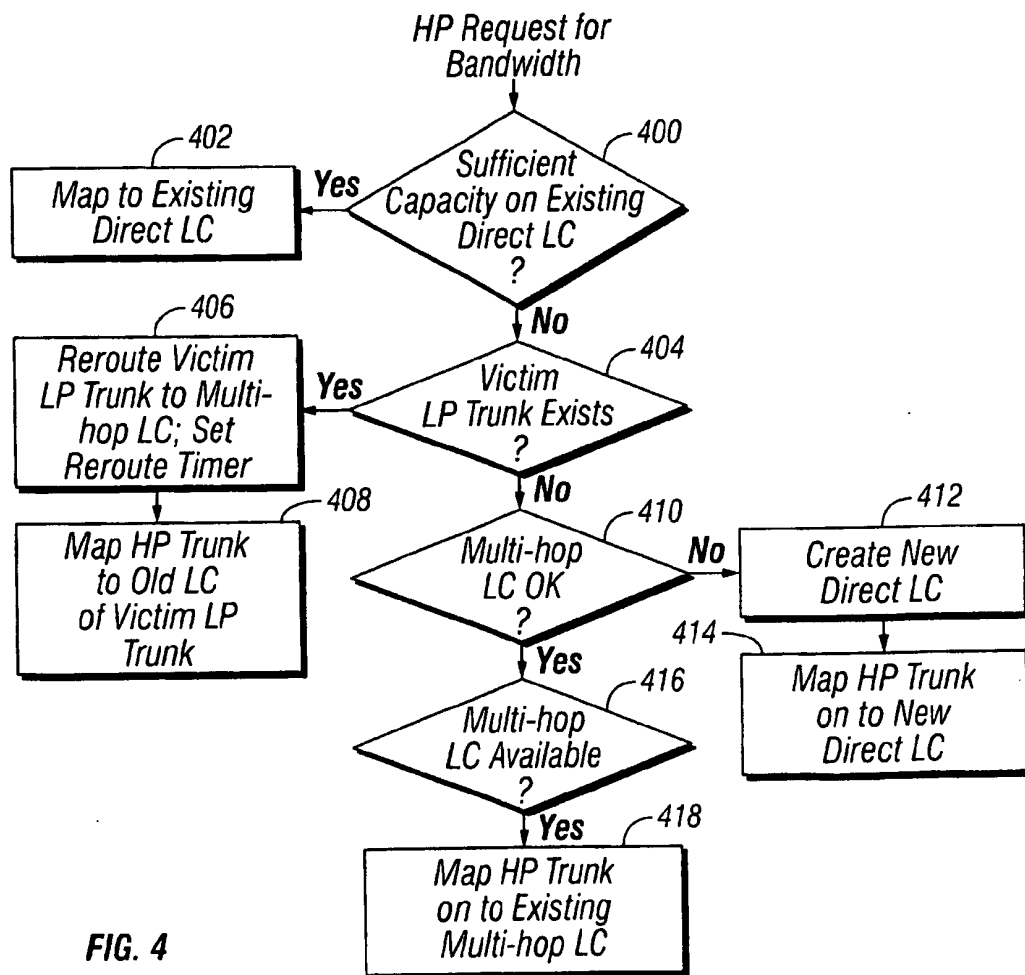 HP Request for
Bandwidth
400
Sufficient
Capacity on Existing
Direct LC
?
Yes
402
Map to Existing
Direct LC
No
404
Victim
LP Trunk Exists
?
Yes
406
Reroute Victim
LP Trunk to Multi-
hop LC; Set
Reroute Timer
408
Map HP Trunk
to Old LC
of Victim LP
Trunk
No
410
Multi-hop
LC OK
?
No
412
Create New
Direct LC
414
Map HP Trunk
on to New
Direct LC
Yes
416
Multi-hop
LC Available
?
Yes
418
Map HP Trunk
on to Existing
Multi-hop LC
FIG. 4